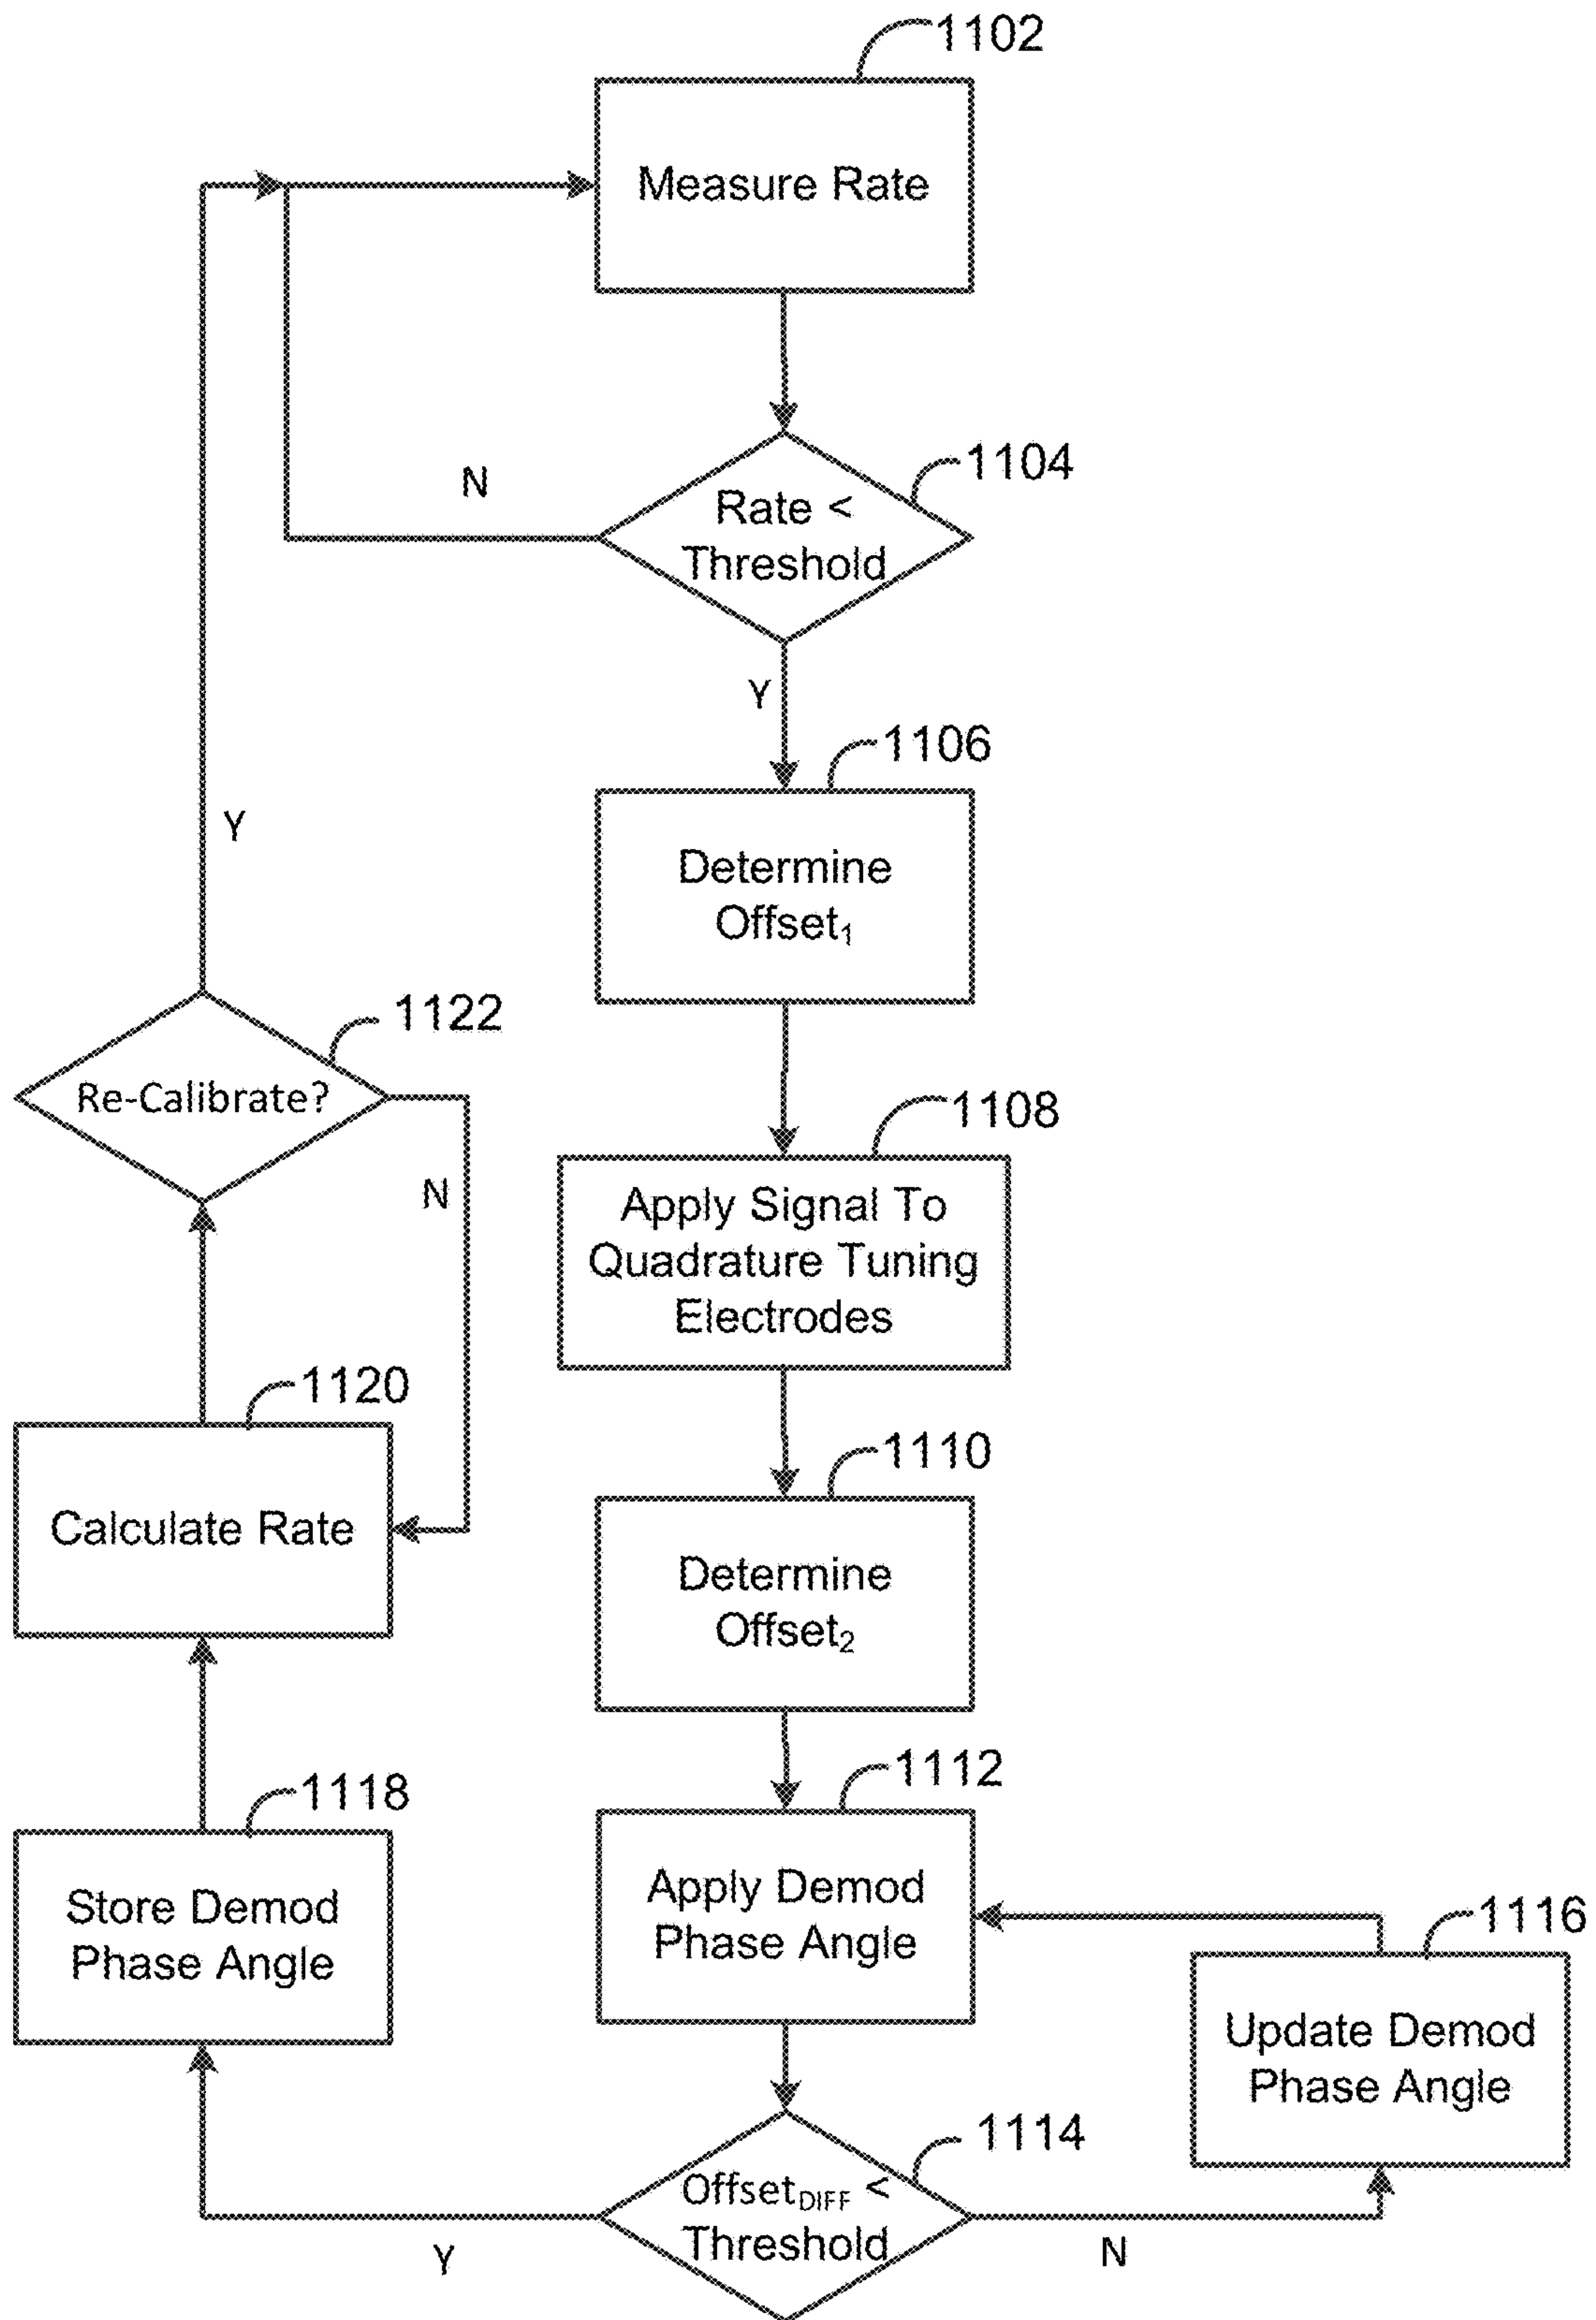 1102
Measure Rate
1104
Rate <
Threshold
N
Y
1106
Determine
Offset₁
Y
1122
Re-Calibrate?
N
1108
Apply Signal To
Quadrature Tuning
Electrodes
1120
Calculate Rate
1110
Determine
Offset₂
1112
Apply Demod
Phase Angle
1118
Store Demod
Phase Angle
1116
Update Demod
Phase Angle
1114
Offset_DIFF <
Threshold
Y
N